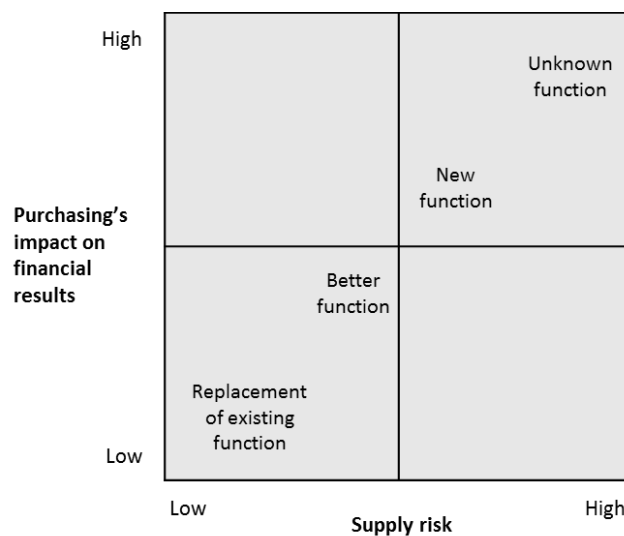 High
Unknown
function
New
function
Purchasing’s
impact on
financial
results
Better
function
Replacement
of existing
function
Low
Low
High
Supply risk